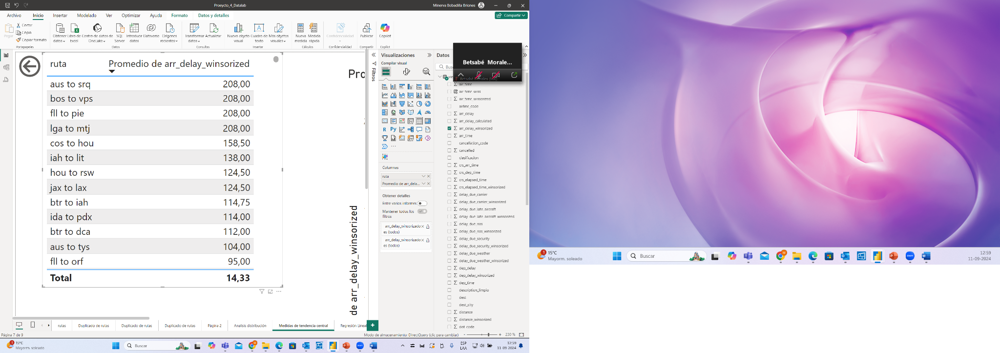 Proeycto_4_Datalab
Minerva Bobadilla Briones
Archivo Inicio Insertar Modelado Ver Optimizar Ayuda Formato Datos y detalles
Compartir
Pegar
Cortar
Copia
Copiar formato
Portapapeles
Obtener datos
Libro de Excel
Centro de datos de OneLake
SQL Server
Introducir datos
Dataverse
Orígenes recientes
Datos
Transformar datos
Actualizar
Consultas
Nuevo objeto visual
Cuadro de texto
Más objetos visuales
Insertar
Nueva medida
Medida rápida
Cálculos
Confidencialidad
Confidencialidad
Publicar
Compartir
Copilot
Copilot
ruta Promedio de arr_delay_winsorized
aus to srq 208,00
bos to vps 208,00
fll to pie 208,00
lga to mtj 208,00
cos to hou 158,50
iah to lit 138,00
hou to rsw 124,50
jax to lax 124,50
btr to iah 114,75
ida to pdx 114,00
btr to dca 112,00
aus to tys 104,00
fll to orf 95,00
Total 14,33
Pro
de arr_delay_winsorized
Filtros
Visualizaciones
Compilar visual
R Py
Columnas
ruta
Promedio de arr_dela...
Obtener detalles
Entre varios informes
Mantener todos los filtros
arr_delay_winsorizado
es (todos)
arr_delay_winsorizado
es (todos)
Datos
Betsabé Morale...
Betsabé Morales (MX)
air_time
air_time_wins
air_time_winsorized
airline_code
arr_delay
arr_delay_calculated
arr_delay_winsorized
arr_time
cancellation_code
cancelled
clasificacion
crs_arr_time
crs_dep_time
crs_elapsed_time
crs_elapsed_time_winsorized
delay_due_carrier
delay_due_carrier_winsorized
delay_due_late_aircraft
delay_due_late_aircraft_winsorized
delay_due_nas
delay_due_nas_winsorized
delay_due_security
delay_due_security_winsorized
delay_due_weather
delay_due_weather_winsorized
dep_delay
dep_delay_winsorized
dep_time
description_limpio
dest
dest_city
distance
distance_winsorized
dot_code
rutas Duplicado de rutas Duplicado de rutas Duplicado de rutas Página 2 Analisis distribución Medidas de tendencia central Regresión Lineal
Página 7 de 9
Modo de almacenamiento: DirectQuery (clic para cambiar)
230 %
1
15°C
Mayorm. soleado
Buscar
ESP
LAA
12:59
11-09-2024
1
15°C
Mayorm. soleado
Buscar
12:59
11-09-2024